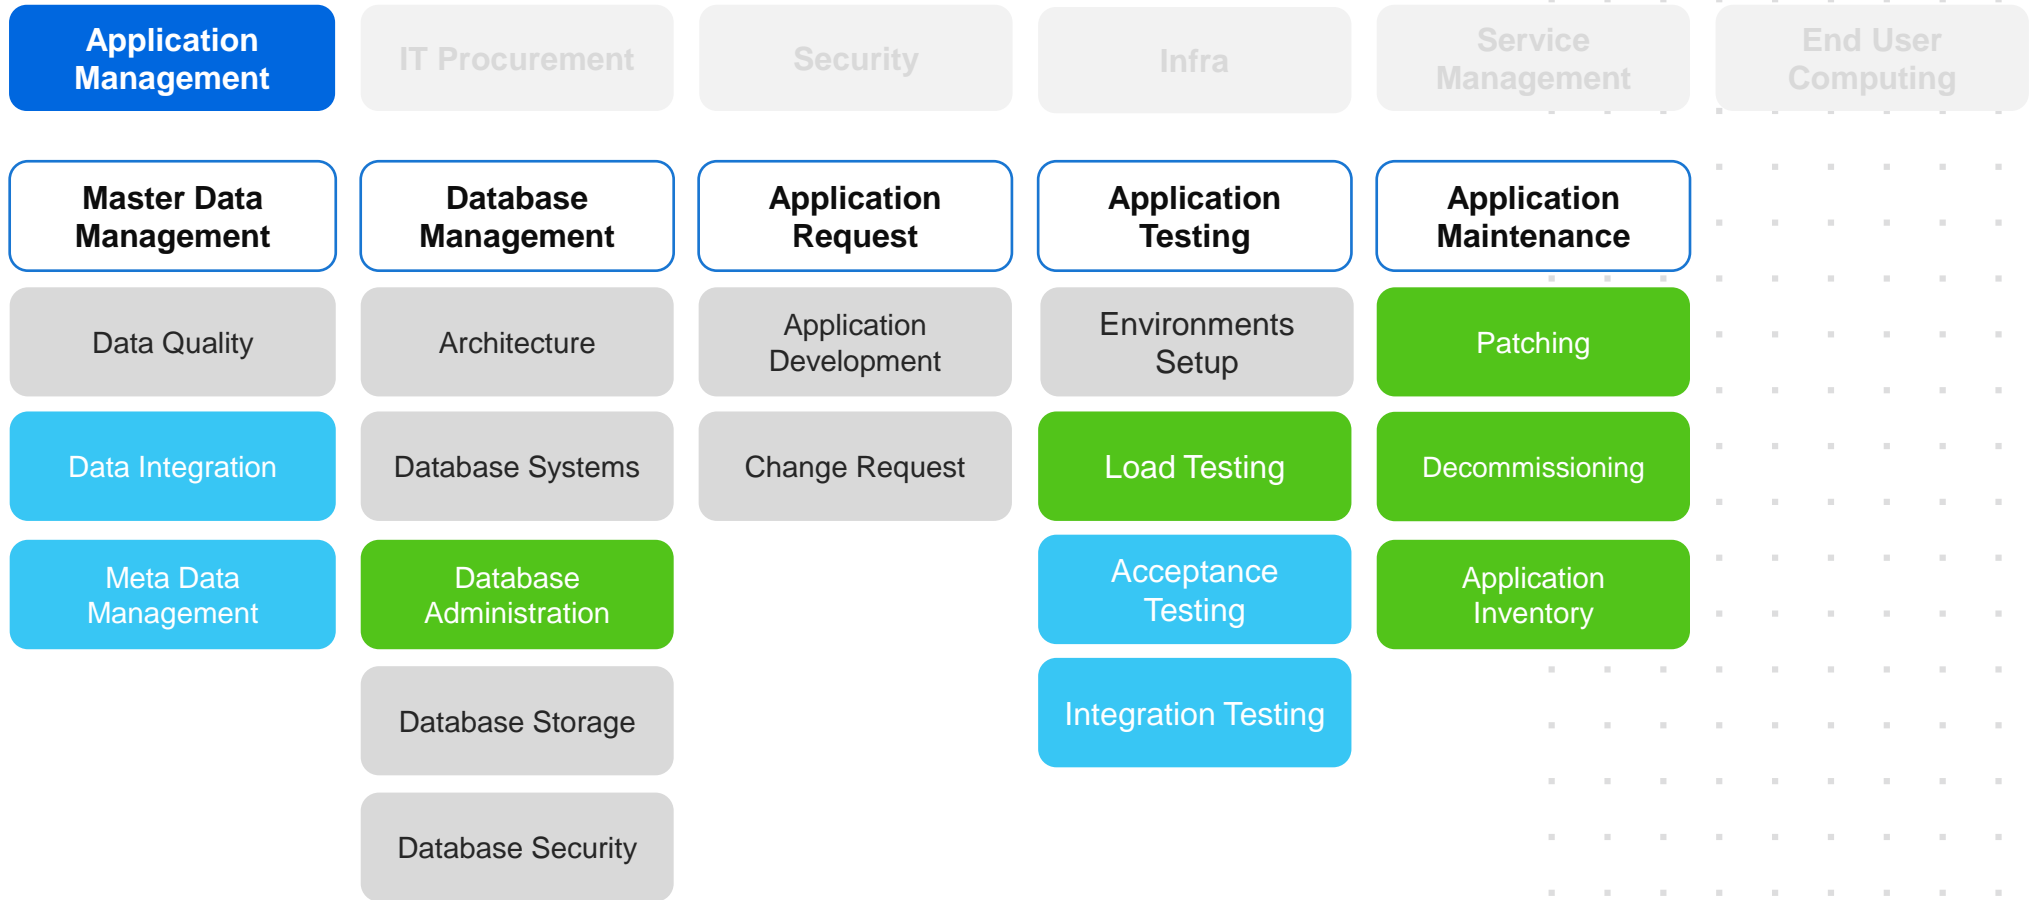 Application
Management
IT Procurement
Security
Infra
Service
Management
End User
Computing
Master Data
Management
Database
Management
Application
Request
Application
Testing
Application
Maintenance
Data Quality
Architecture
Application
Development
Environments
Setup
Patching
Data Integration
Database Systems
Change Request
Load Testing
Decommissioning
Meta Data
Management
Database
Administration
Acceptance
Testing
Application
Inventory
Database Storage
Integration Testing
Database Security